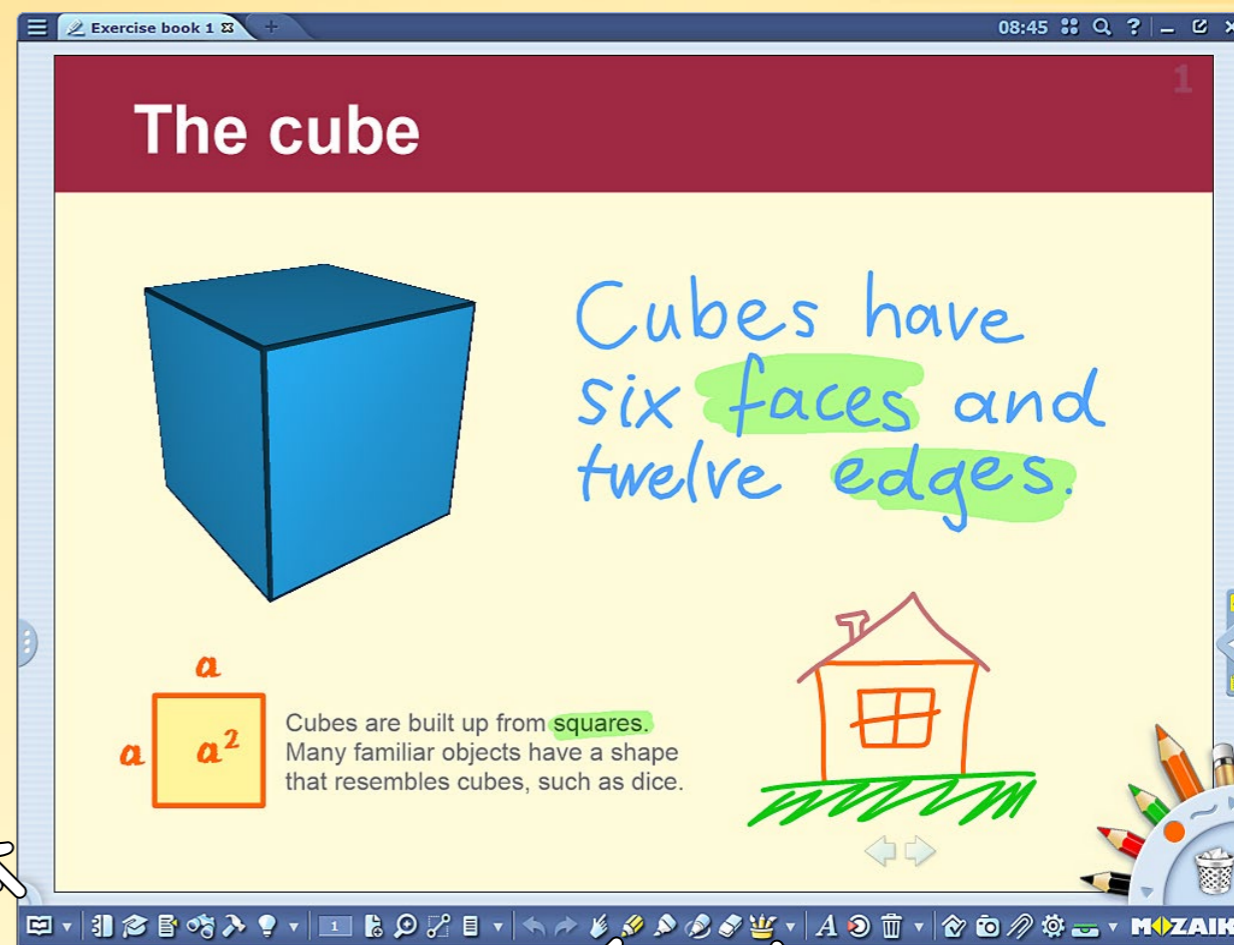 Exercise book 1
08:45
1
The cube
Cubes have
six faces and
twelve edges.
a
a
a²
Cubes are built up from squares.
Many familiar objects have a shape
that resembles cubes, such as dice.
1
A
MOZAIK